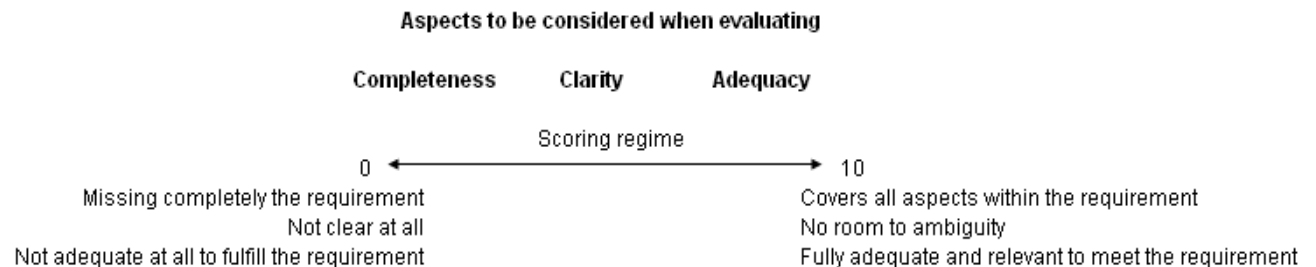 Aspects to be considered when evaluating
Completeness Clarity Adequacy
Scoring regime
0 10
Missing completely the requirement Covers all aspects within the requirement
Not clear at all No room to ambiguity
Not adequate at all to fulfill the requirement Fully adequate and relevant to meet the requirement